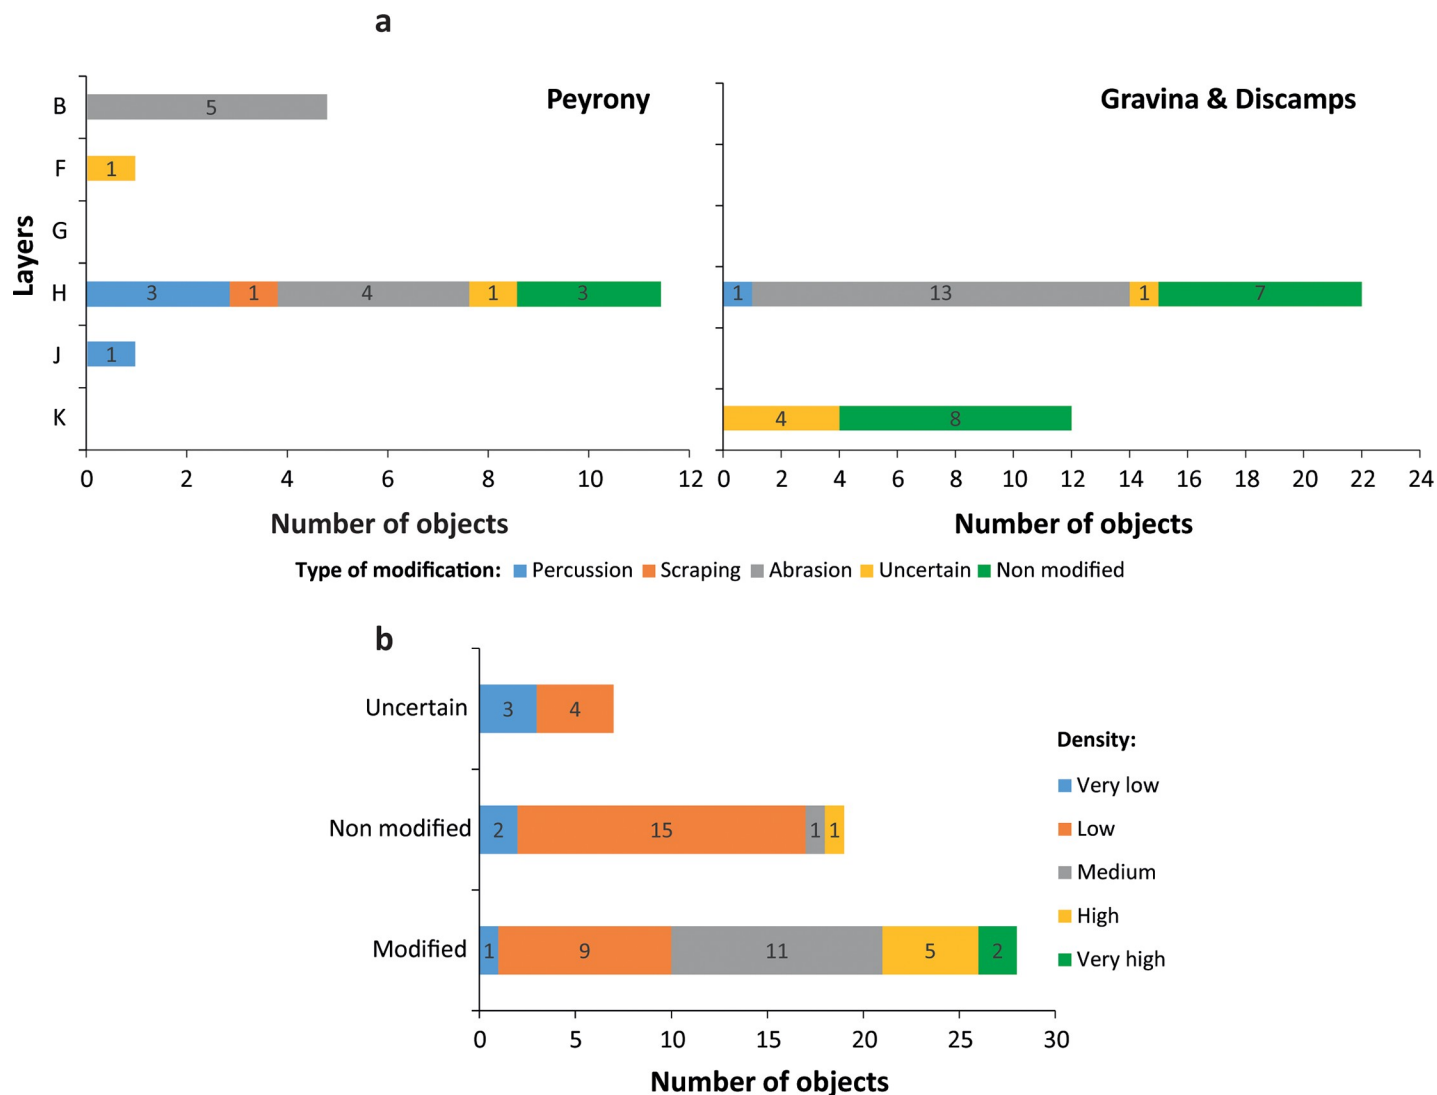 a
Peyrony
Gravina & Discamps
Layers
B
5
F
1
G
H
3 1 4 1 3
1 13 1 7
J
1
K
4 8
0 2 4 6 8 10 12
0 2 4 6 8 10 12 14 16 18 20 22 24
Number of objects
Number of objects
Type of modification: Percussion Scraping Abrasion Uncertain Non modified
b
Uncertain 3 4
Non modified 2 15 1 1
Modified 1 9 11 5 2
0 5 10 15 20 25 30
Number of objects
Density:
Very low
Low
Medium
High
Very high